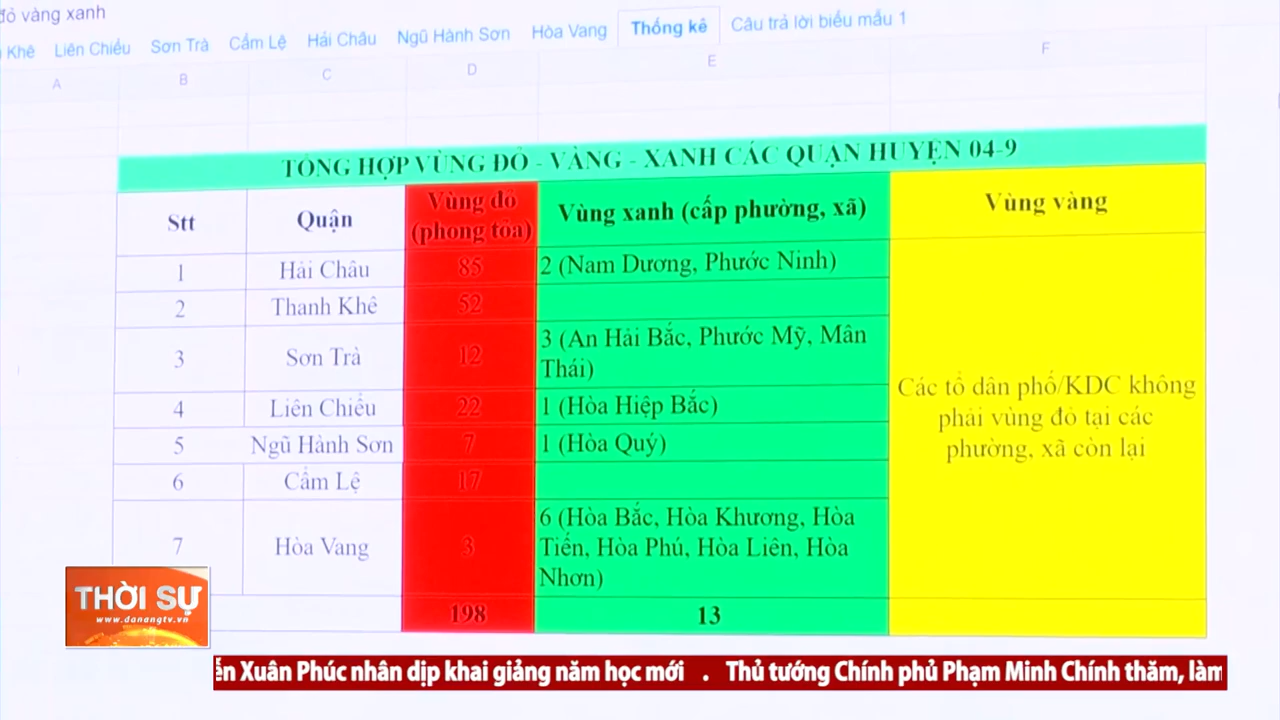 đỏ vàng xanh
Khê Liên Chiểu Sơn Trà Cẩm Lệ Hải Châu Ngũ Hành Sơn Hòa Vang Thống kê Câu trả lời biểu mẫu 1
A B C D E F
TỔNG HỢP VÙNG ĐỎ - VÀNG - XANH CÁC QUẬN HUYỆN 04-9
Stt Quận Vùng đỏ (phong tỏa) Vùng xanh (cấp phường, xã) Vùng vàng
1 Hải Châu 85 2 (Nam Dương, Phước Ninh)
2 Thanh Khê 52
3 Sơn Trà 12 3 (An Hải Bắc, Phước Mỹ, Mân
Thái)
4 Liên Chiểu 22 1 (Hòa Hiệp Bắc)
5 Ngũ Hành Sơn 7 1 (Hòa Quý)
6 Cẩm Lệ 17
7 Hòa Vang 3 6 (Hòa Bắc, Hòa Khương, Hòa
Tiến, Hòa Phú, Hòa Liên, Hòa
Nhơn)
198 13
Các tổ dân phố/KDC không
phải vùng đỏ tại các
phường, xã còn lại
THỜI SỰ
www.danangtv.vn
ễn Xuân Phúc nhân dịp khai giảng năm học mới . Thủ tướng Chính phủ Phạm Minh Chính thăm, làm